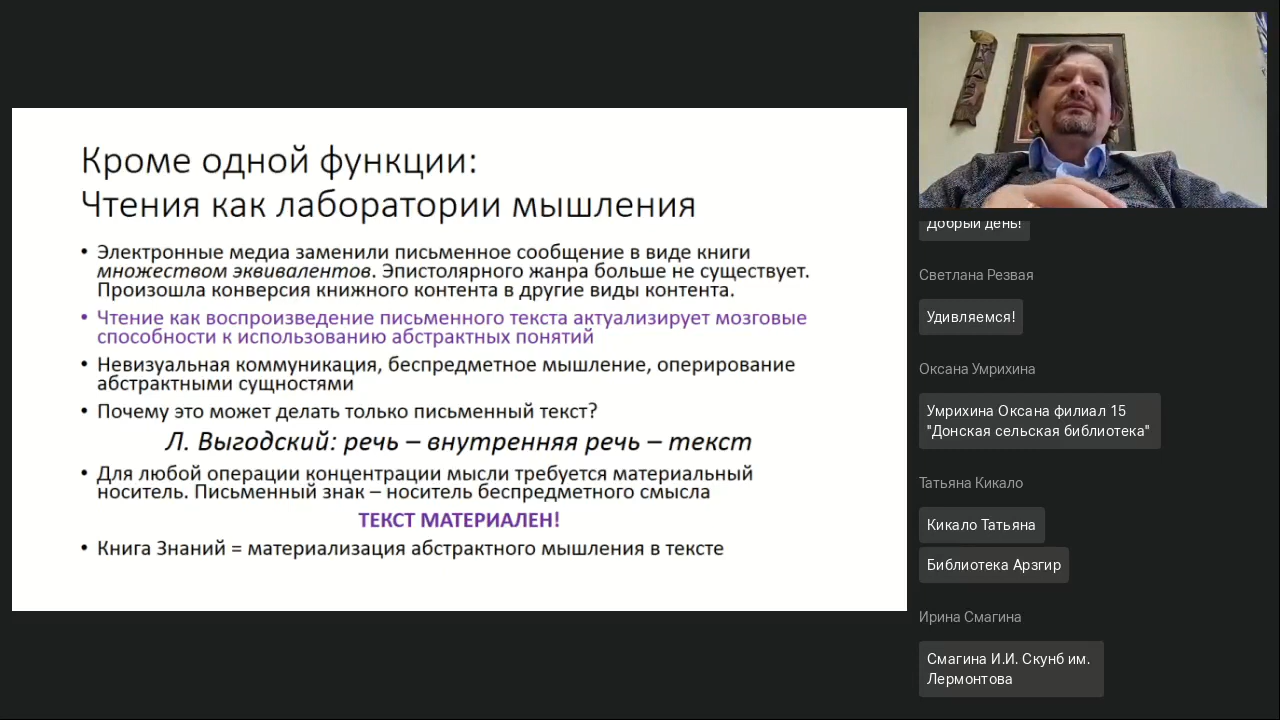 Кроме одной функции:
Чтения как лаборатории мышления
• Электронные медиа заменили письменное сообщение в виде книги
множеством эквивалентов. Эпистолярного жанра больше не существует.
Произошла конверсия книжного контента в другие виды контента.
• Чтение как воспроизведение письменного текста актуализирует мозговые
способности к использованию абстрактных понятий
• Невизуальная коммуникация, беспредметное мышление, оперирование
абстрактными сущностями
• Почему это может делать только письменный текст?
Л. Выгодский: речь – внутренняя речь – текст
• Для любой операции концентрации мысли требуется материальный
носитель. Письменный знак – носитель беспредметного смысла
ТЕКСТ МАТЕРИАЛЕН!
• Книга Знаний = материализация абстрактного мышления в тексте
Добрый день!
Светлана Резвая
Удивляемся!
Оксана Умрихина
Умрихина Оксана филиал 15
"Донская сельская библиотека"
Татьяна Кикало
Кикало Татьяна
Библиотека Арзгир
Ирина Смагина
Смагина И.И. Скунб им.
Лермонтова